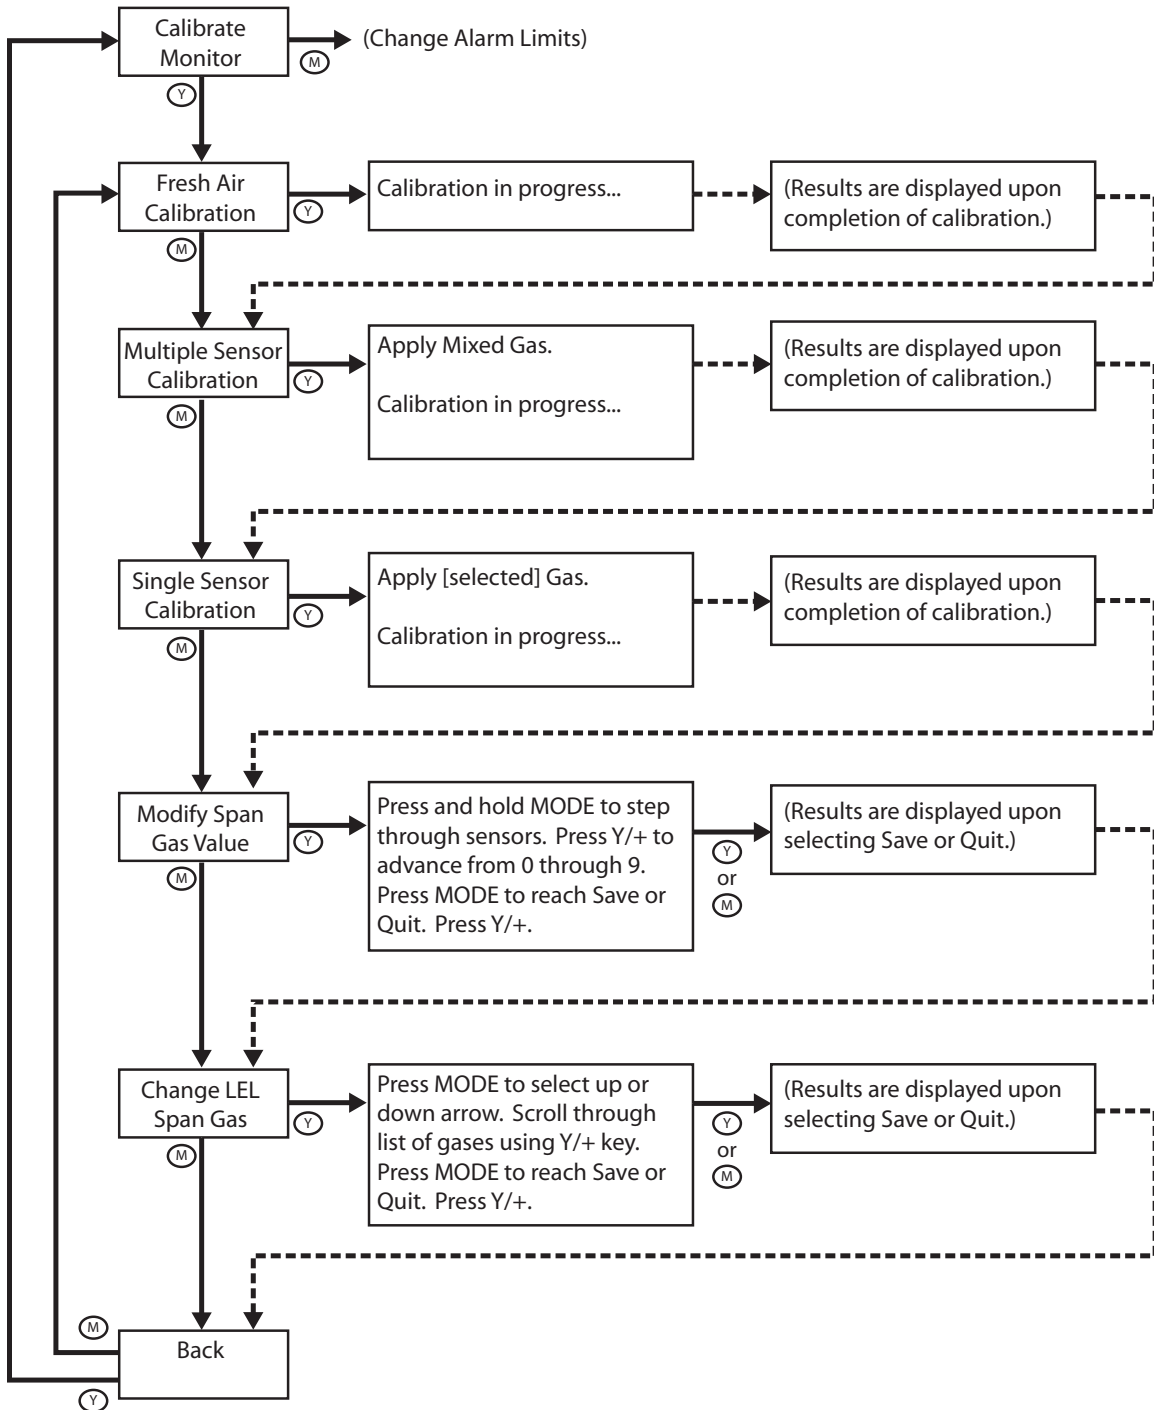 Calibrate
Monitor
M
(Change Alarm Limits)
Y
Fresh Air
Calibration
Y
Calibration in progress...
(Results are displayed upon
completion of calibration.)
M
Multiple Sensor
Calibration
Y
Apply Mixed Gas.
Calibration in progress...
(Results are displayed upon
completion of calibration.)
M
Single Sensor
Calibration
Y
Apply [selected] Gas.
Calibration in progress...
(Results are displayed upon
completion of calibration.)
M
Modify Span
Gas Value
Y
Press and hold MODE to step
through sensors. Press Y/+ to
advance from 0 through 9.
Press MODE to reach Save or
Quit. Press Y/+.
Y
or
M
(Results are displayed upon
selecting Save or Quit.)
M
Change LEL
Span Gas
Y
Press MODE to select up or
down arrow. Scroll through
list of gases using Y/+ key.
Press MODE to reach Save or
Quit. Press Y/+.
Y
or
M
(Results are displayed upon
selecting Save or Quit.)
M
M
Back
Y